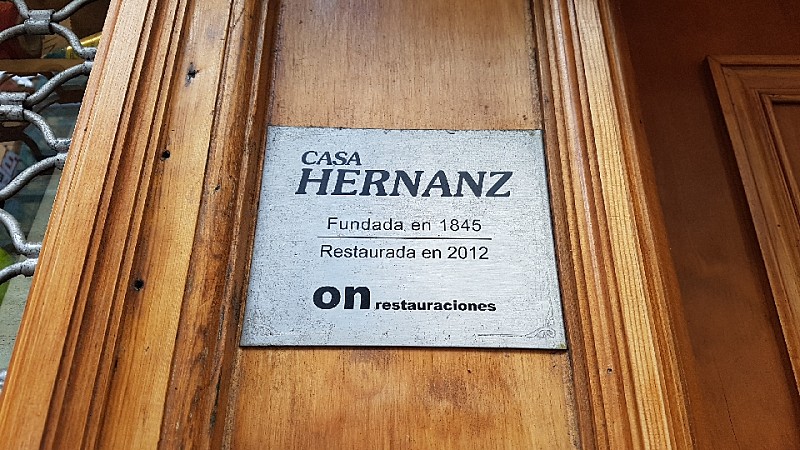 CASA
HERNANZ
Fundada en 1845
Restaurada en 2012
on restauraciones